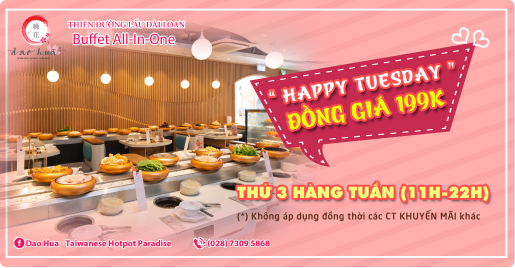 桃花
dao hua
THIÊN ĐƯỜNG LẨU ĐÀI LOAN
Buffet All-In-One
“ HAPPY TUESDAY ”
ĐỒNG GIÁ 199K
THỨ 3 HÀNG TUẦN (11H-22H)
(*) Không áp dụng đồng thời các CT KHUYẾN MÃI khác
Dao Hua - Taiwanese Hotpot Paradise
(028) 7309 5868